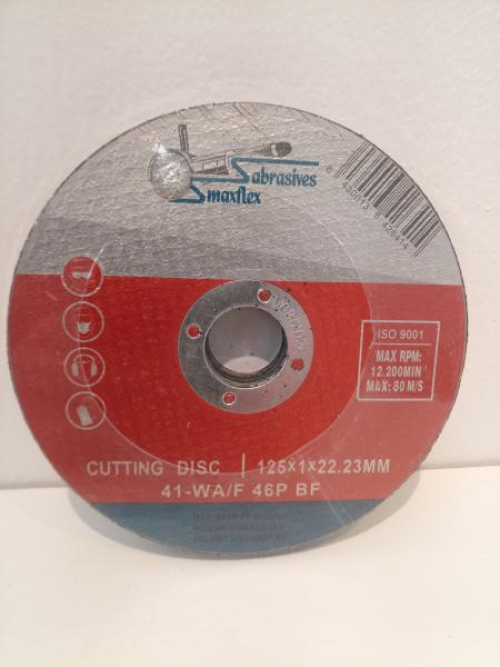 Sabrasives
Smaxflex
ISO 9001
MAX RPM:
12 200MIN
MAX: 80 M/S
CUTTING DISC | 125×1×22.23MM
41-WA/F 46P BF